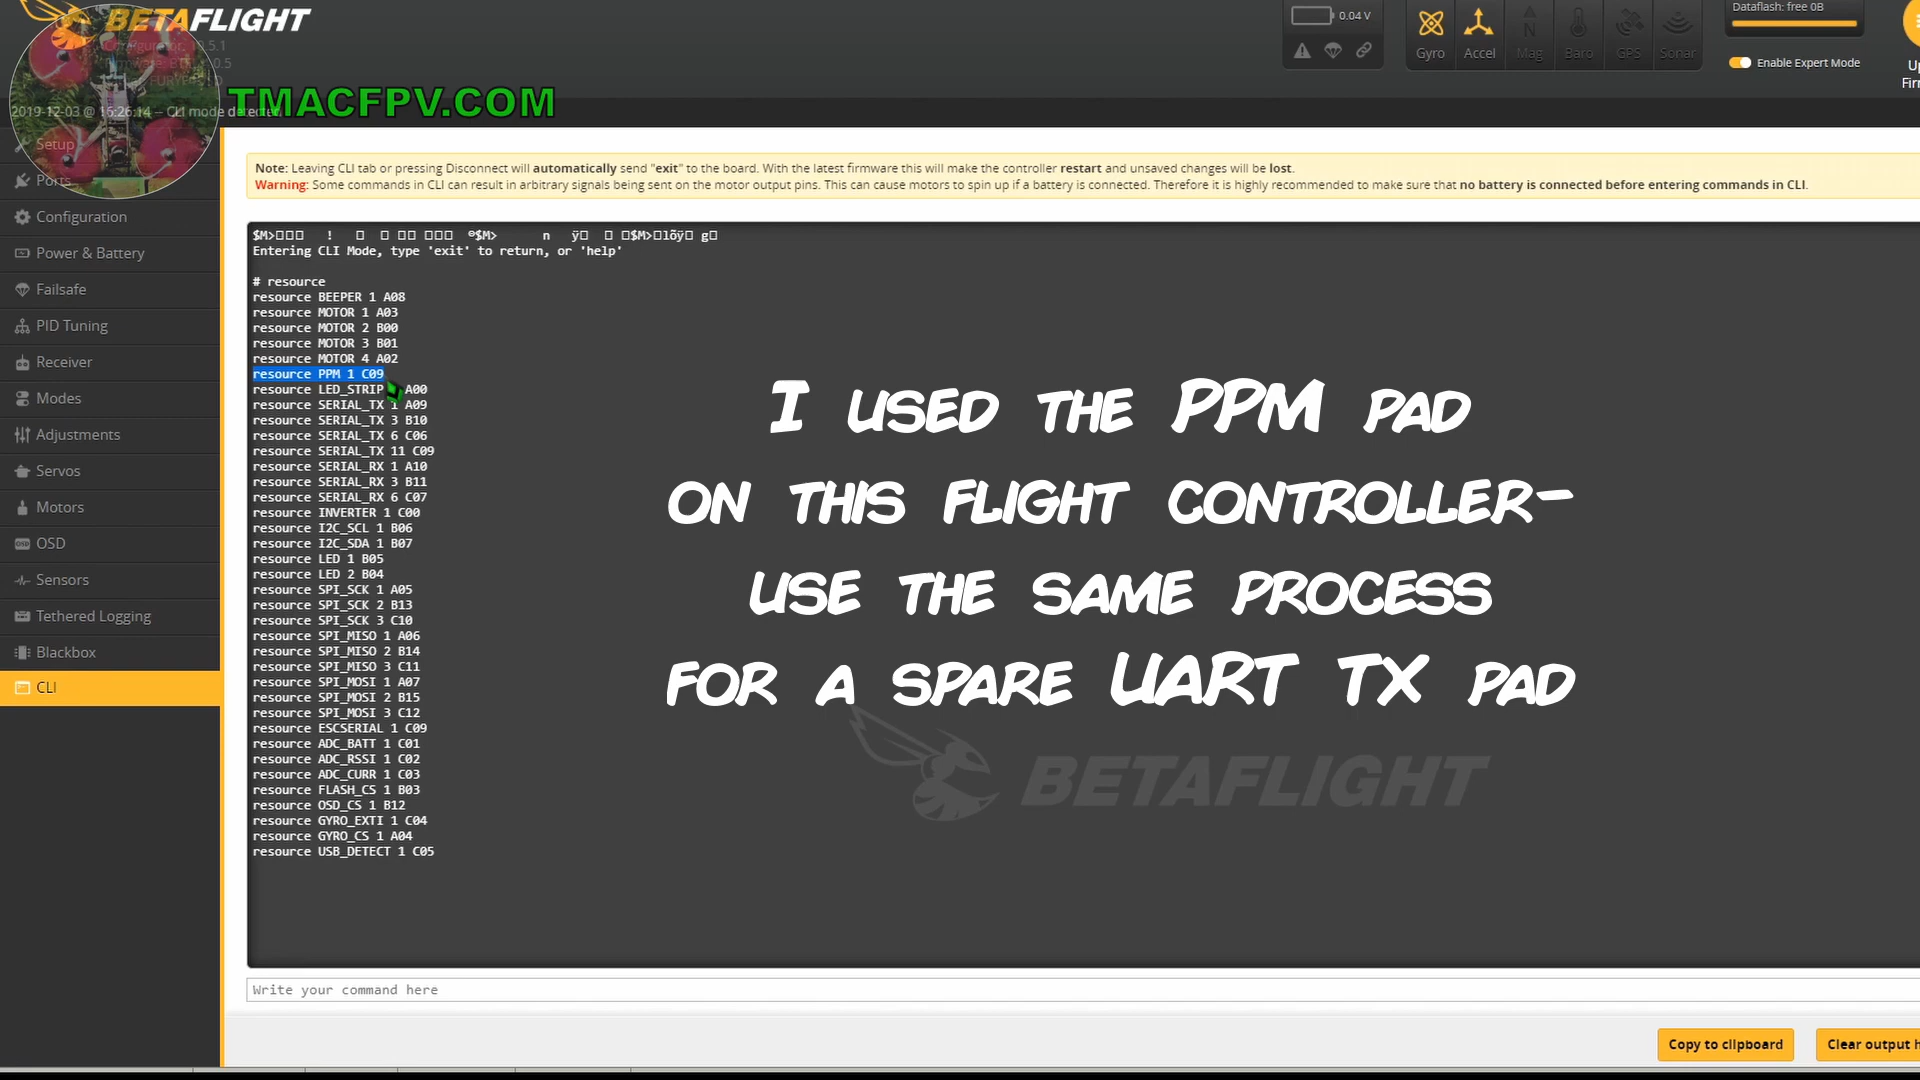 BETAFLIGHT
0.04 V
Dataflash: free 0B
Gyro
Accel
Mag
Baro
GPS
Sonar
Enable Expert Mode
TMACFPV.COM
2019-12-03 @ 16:26:14 -- CLI mode detected
Setup
Ports
Configuration
Power & Battery
Failsafe
PID Tuning
Receiver
Modes
Adjustments
Servos
Motors
OSD
Sensors
Tethered Logging
Blackbox
CLI
Note: Leaving CLI tab or pressing Disconnect will automatically send "exit" to the board. With the latest firmware this will make the controller restart and unsaved changes will be lost.
Warning: Some commands in CLI can result in arbitrary signals being sent on the motor output pins. This can cause motors to spin up if a battery is connected. Therefore it is highly recommended to make sure that no battery is connected before entering commands in CLI.
Entering CLI Mode, type 'exit' to return, or 'help'
# resource
resource BEEPER 1 A08
resource MOTOR 1 A03
resource MOTOR 2 B00
resource MOTOR 3 B01
resource MOTOR 4 A02
resource PPM 1 C09
resource LED_STRIP A00
resource SERIAL_TX 1 A09
resource SERIAL_TX 3 B10
resource SERIAL_TX 6 C06
resource SERIAL_TX 11 C09
resource SERIAL_RX 1 A10
resource SERIAL_RX 3 B11
resource SERIAL_RX 6 C07
resource INVERTER 1 C00
resource I2C_SCL 1 B06
resource I2C_SDA 1 B07
resource LED 1 B05
resource LED 2 B04
resource SPI_SCK 1 A05
resource SPI_SCK 2 B13
resource SPI_SCK 3 C10
resource SPI_MISO 1 A06
resource SPI_MISO 2 B14
resource SPI_MISO 3 C11
resource SPI_MOSI 1 A07
resource SPI_MOSI 2 B15
resource SPI_MOSI 3 C12
resource ESCSERIAL 1 C09
resource ADC_BATT 1 C01
resource ADC_RSSI 1 C02
resource ADC_CURR 1 C03
resource FLASH_CS 1 B03
resource OSD_CS 1 B12
resource GYRO_EXTI 1 C04
resource GYRO_CS 1 A04
resource USB_DETECT 1 C05
I USED THE PPM PAD
ON THIS FLIGHT CONTROLLER-
USE THE SAME PROCESS
FOR A SPARE UART TX PAD
BETAFLIGHT
Write your command here
Copy to clipboard
Clear output